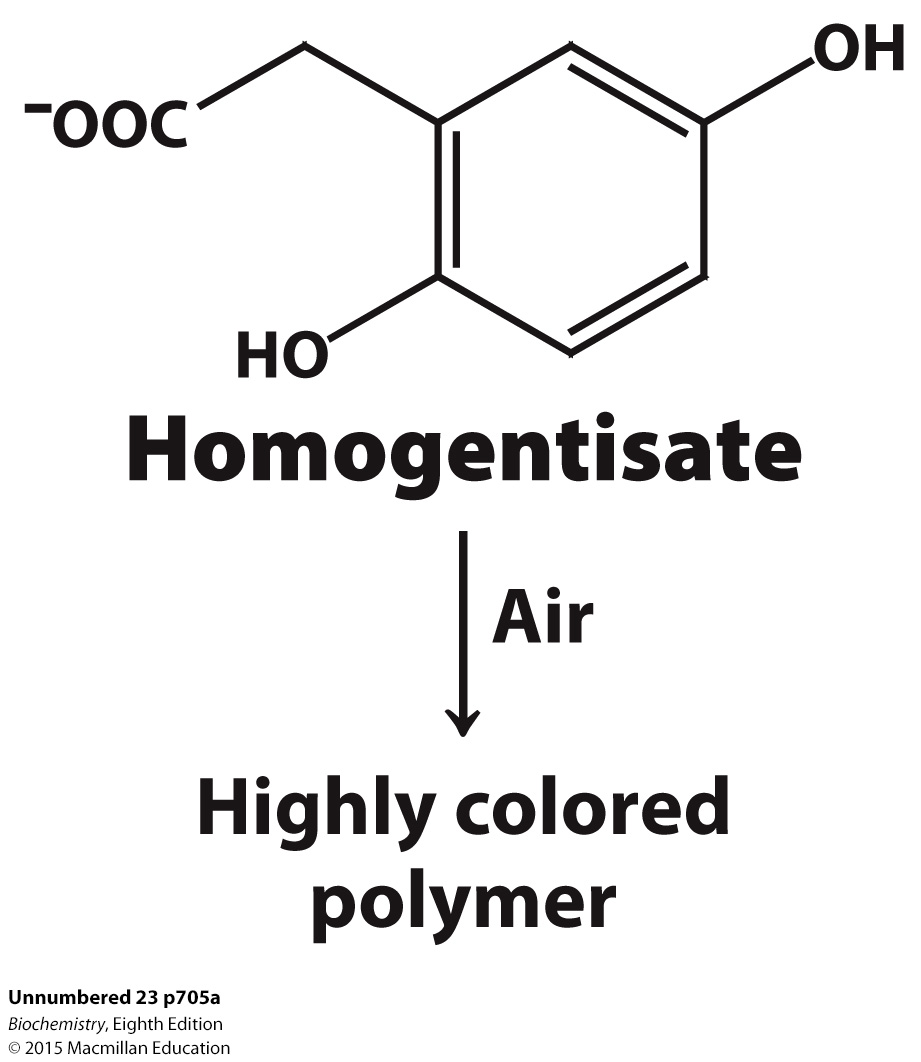 ⁻OOC
OH
HO
Homogentisate
Air
Highly colored
polymer
Unnumbered 23 p705a
Biochemistry, Eighth Edition
© 2015 Macmillan Education